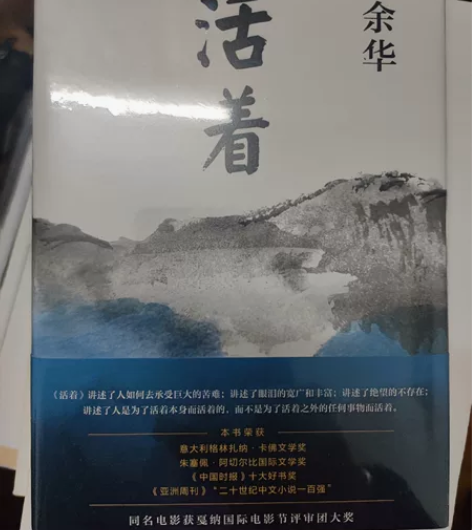 余华
活着
《活着》讲述了人如何去承受巨大的苦难；讲述了眼泪的宽广和丰富；讲述了绝望的不存在；
讲述了人是为了活着本身而活着的，而不是为了活着之外的任何事物而活着。
本书荣获
意大利格林扎纳·卡佛文学奖
朱塞佩·阿切尔比国际文学奖
《中国时报》十大好书奖
《亚洲周刊》“二十世纪中文小说一百强”
同名电影获戛纳国际电影节评审团大奖